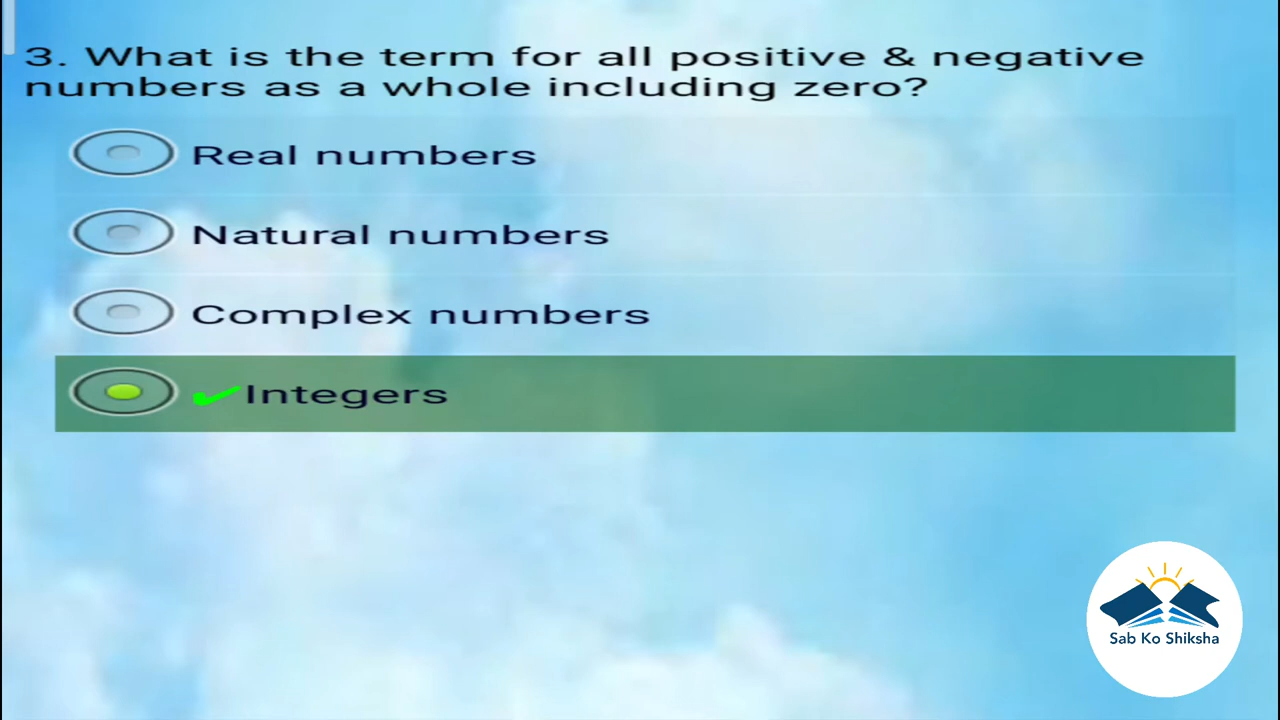 3. What is the term for all positive & negative
numbers as a whole including zero?
Real numbers
Natural numbers
Complex numbers
Integers
Sab Ko Shiksha